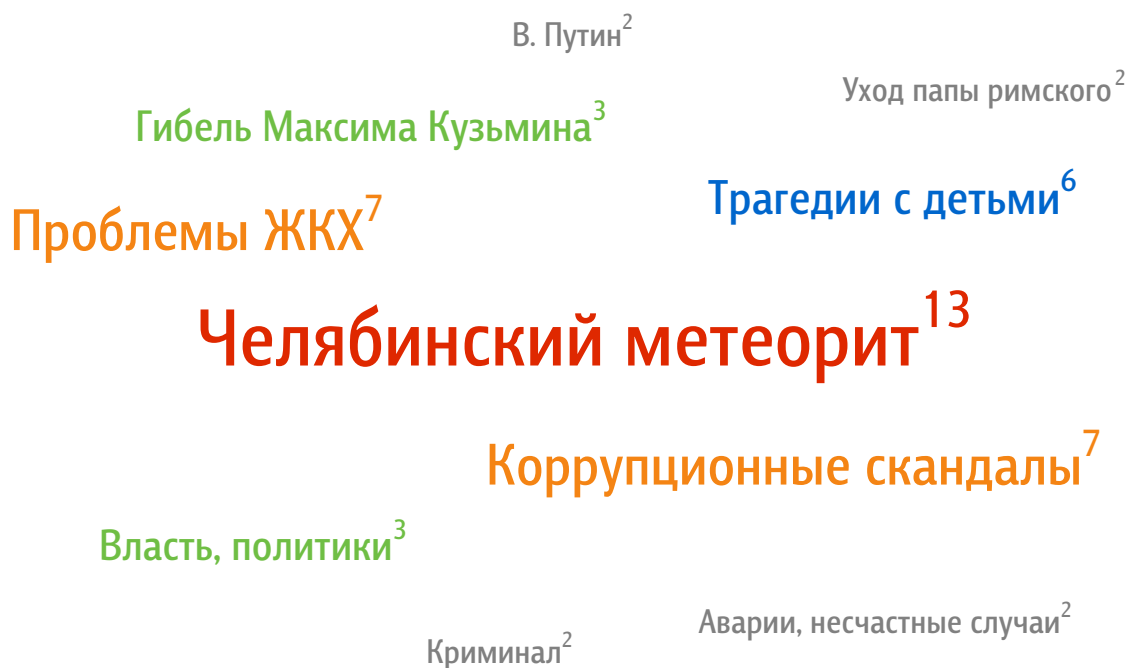 В. Путин²
Уход папы римского²
Гибель Максима Кузьмина³
Трагедии с детьми⁶
Проблемы ЖКХ⁷
Челябинский метеорит¹³
Коррупционные скандалы⁷
Власть, политики³
Аварии, несчастные случаи²
Криминал²